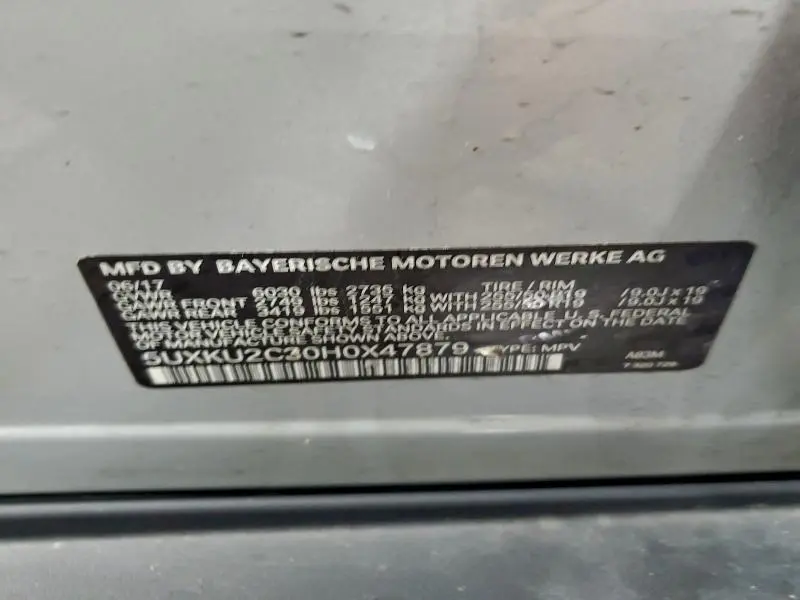 MFD BY BAYERISCHE MOTOREN WERKE AG
06/17 TIRE / RIM
GVWR 6030 lbs 2735 kg
GAWR FRONT 2749 lbs 1247 kg WITH /9.0J x 19
GAWR REAR 3419 lbs 1551 kg WITH /9.0J x 19
THIS VEHICLE CONFORMS TO ALL APPLICABLE U. S. FEDERAL
MOTOR VEHICLE SAFETY STANDARDS IN EFFECT ON THE DATE
OF MANUFACTURE SHOWN ABOVE.
5UXKU2C30H0X47879 TYPE: MPV